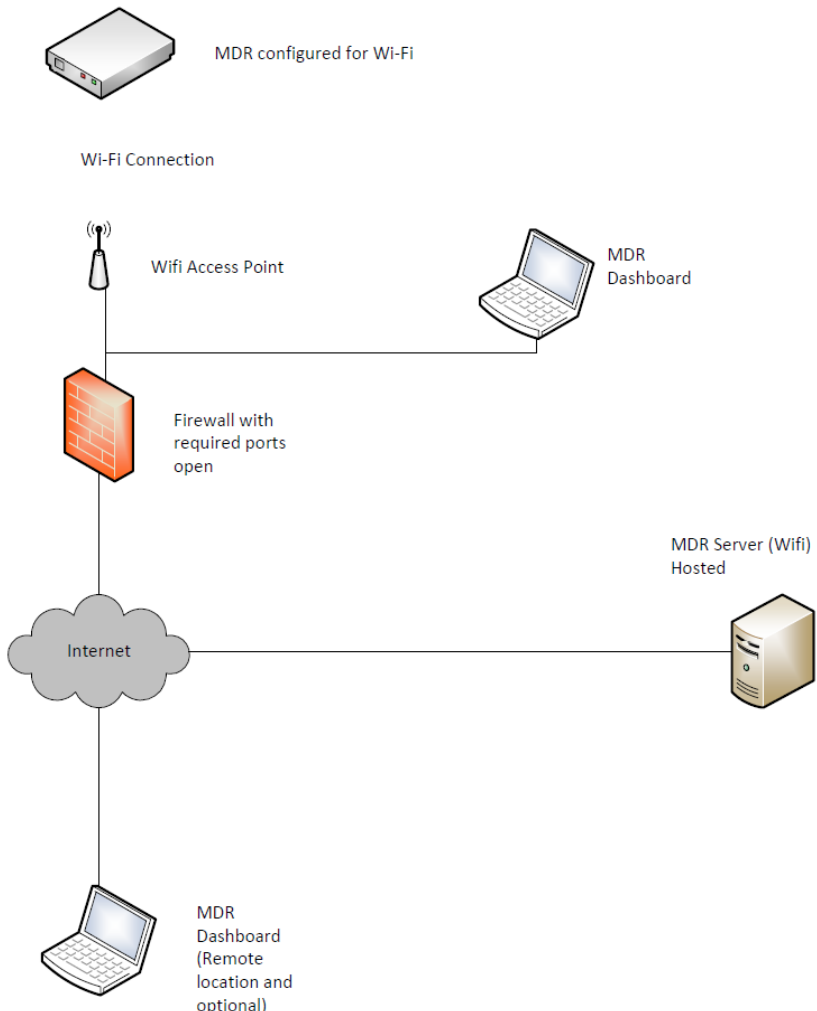 MDR configured for Wi-Fi
Wi-Fi Connection
Wifi Access Point
MDR
Dashboard
Firewall with
required ports
open
MDR Server (Wifi)
Hosted
Internet
MDR
Dashboard
(Remote
location and
optional)